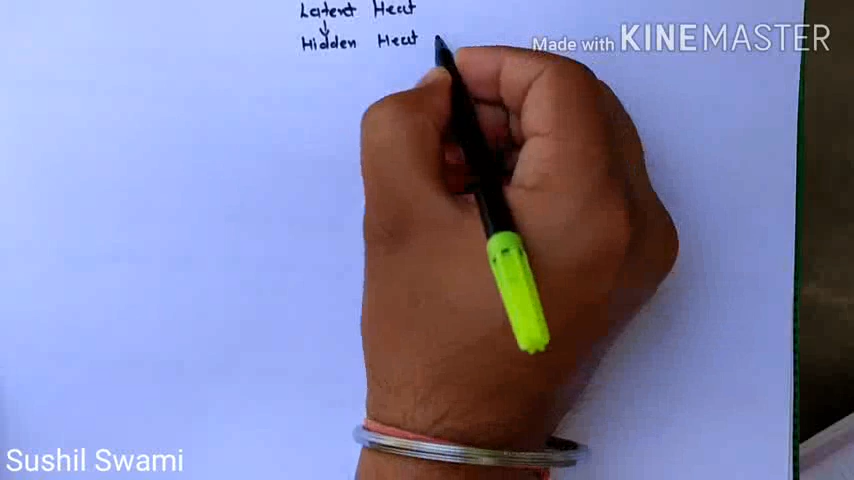 Latent Heat
↓
Hidden Heat
Made with KINEMASTER
Sushil Swami